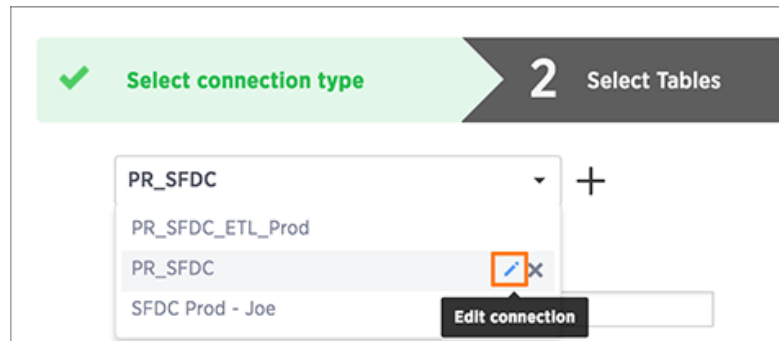 Select connection type
2 Select Tables
PR_SFDC
PR_SFDC_ETL_Prod
PR_SFDC
SFDC Prod - Joe
Edit connection